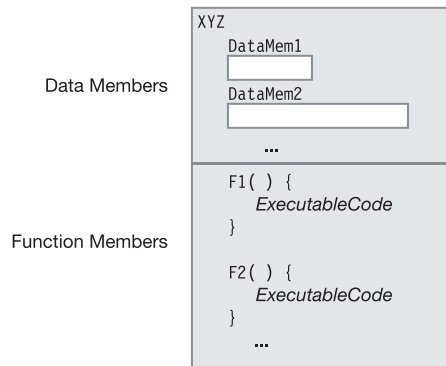 XYZ
DataMem1
Data Members
DataMem2
...
F1( ) {
ExecutableCode
}
Function Members
F2( ) {
ExecutableCode
}
...